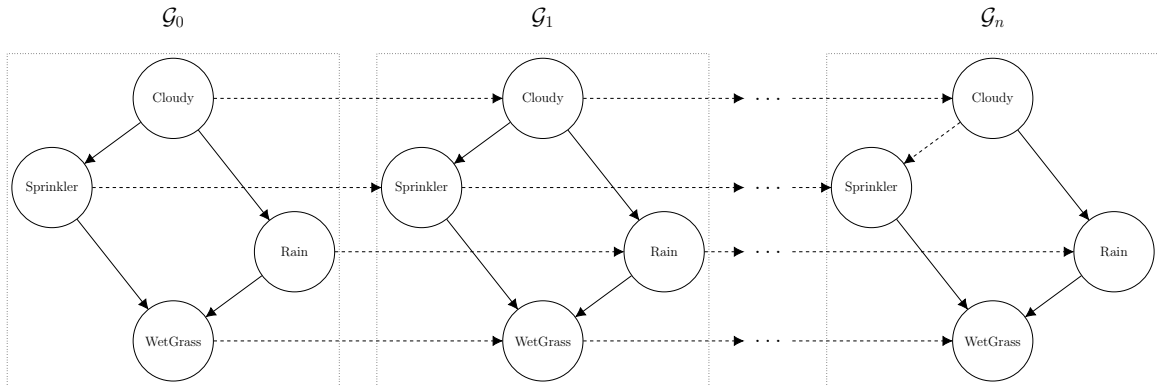 𝒢₀ 𝒢₁ 𝒢ₙ
Cloudy Cloudy · · · Cloudy
Sprinkler Sprinkler · · · Sprinkler
Rain Rain · · · Rain
WetGrass WetGrass · · · WetGrass